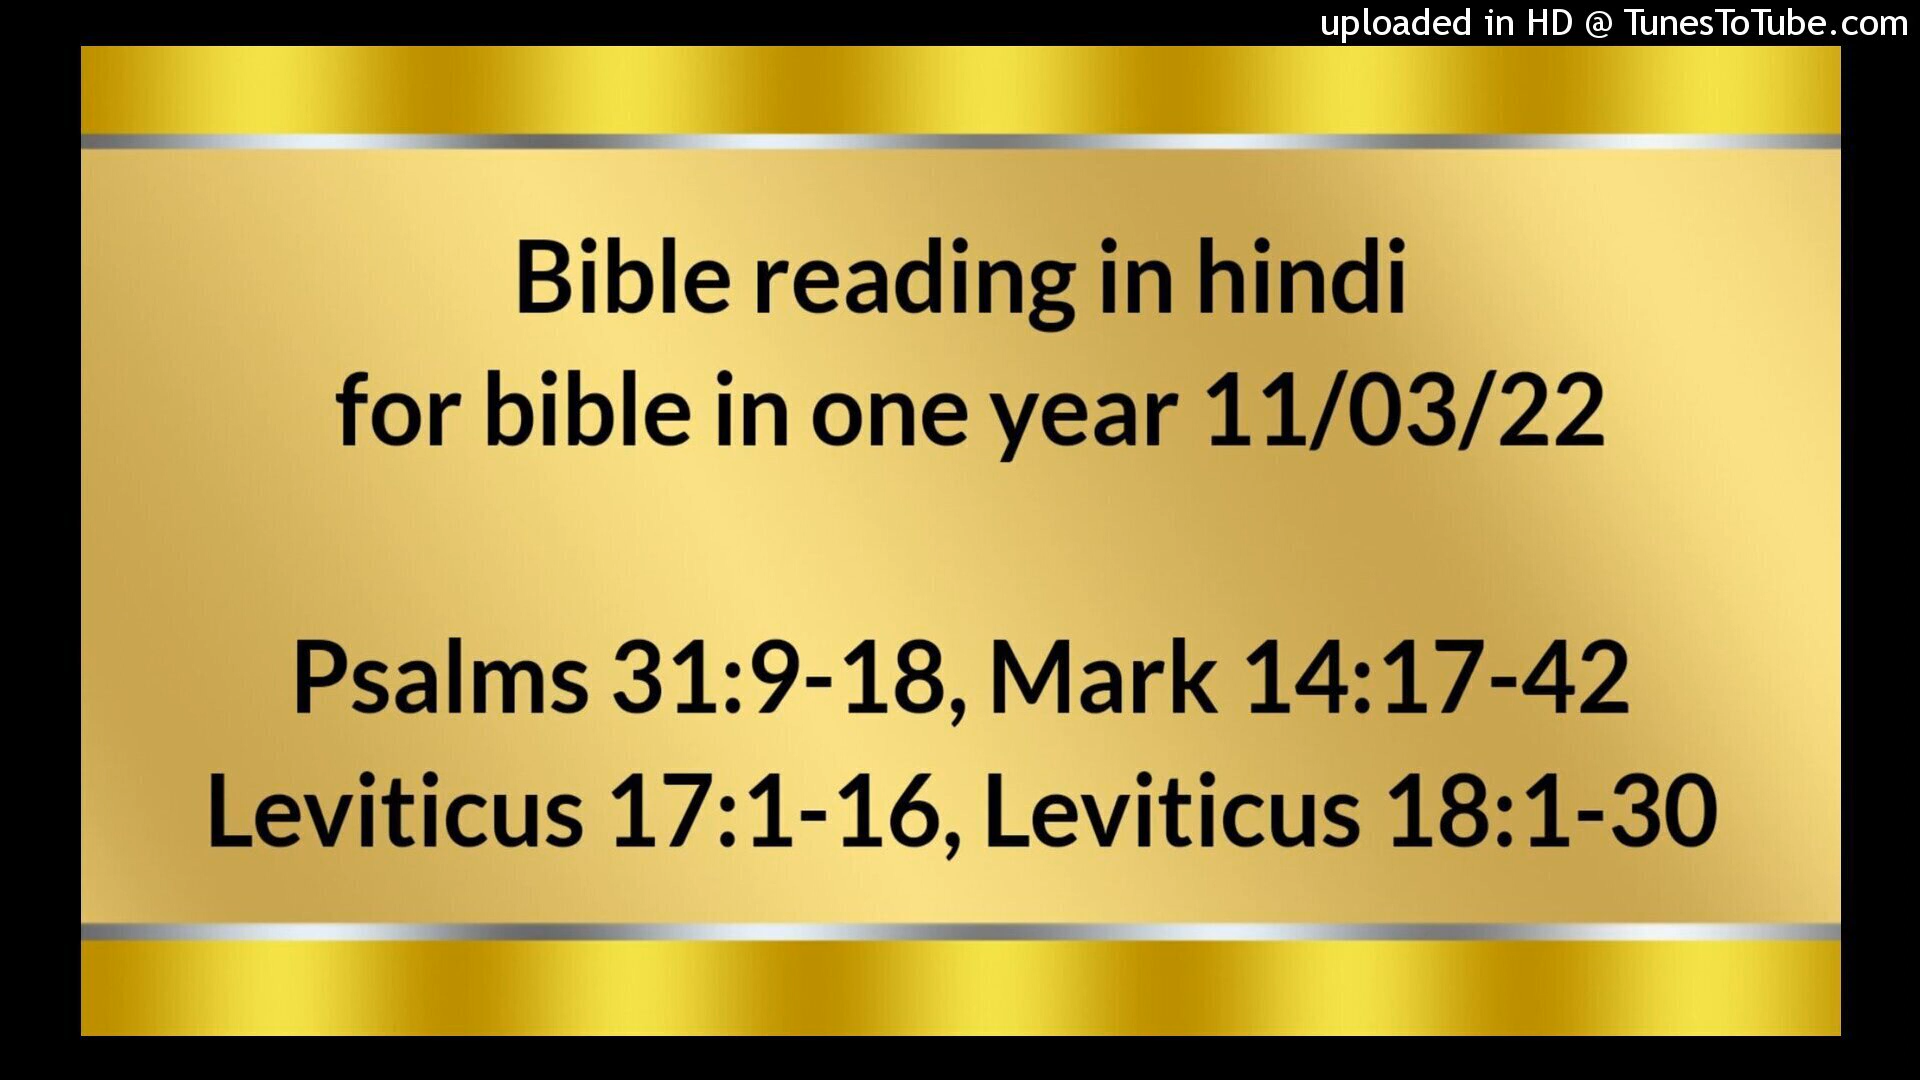 uploaded in HD @ TunesToTube.com
Bible reading in hindi
for bible in one year 11/03/22
Psalms 31:9-18, Mark 14:17-42
Leviticus 17:1-16, Leviticus 18:1-30